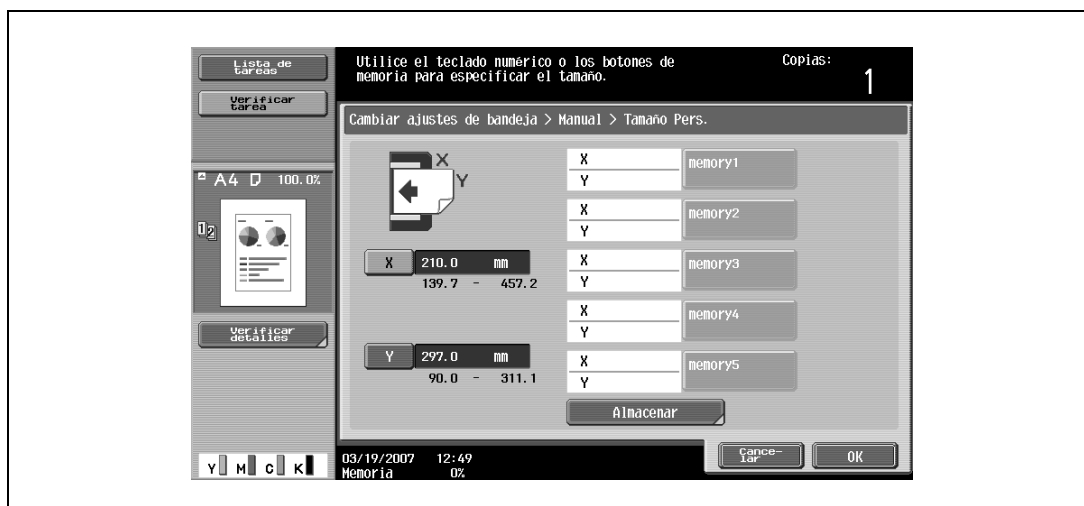 Lista de
tareas
Verificar
tarea
Utilice el teclado numérico o los botones de
memoria para especificar el tamaño.
Copias:
1
Cambiar ajustes de bandeja > Manual > Tamaño Pers.
A4 100.0%
1 2
Verificar
detalles
X
Y
X 210.0 mm
139.7 - 457.2
Y 297.0 mm
90.0 - 311.1
X
Y
memory1
X
Y
memory2
X
Y
memory3
X
Y
memory4
X
Y
memory5
Almacenar
Y M C K
03/19/2007 12:49
Memoria 0%
Cance-
lar
OK